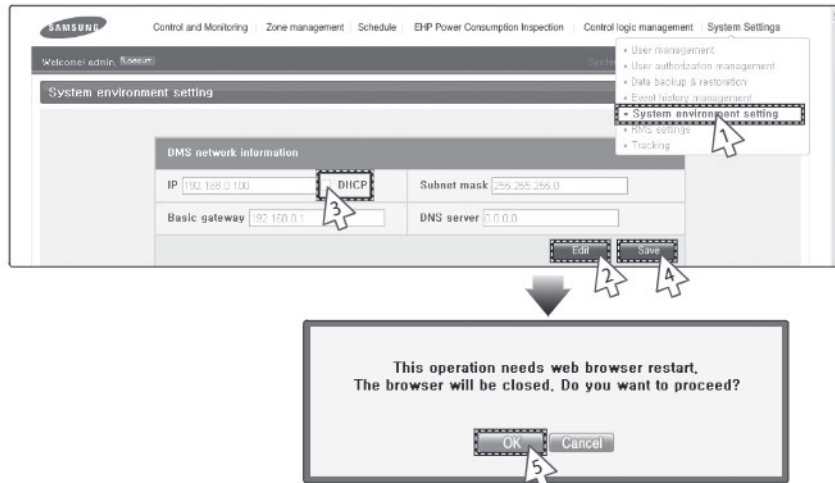 SAMSUNG
Control and Monitoring Zone management Schedule EHP Power Consumption Inspection Control logic management System Settings
Welcome! admin, Logout
• User management
• User authorization management
• Data backup & restoration
• Event history management
• System environment setting
• RMS settings
• Tracking
System environment setting
1
DMS network information
IP 192.168.0.100 DHCP Subnet mask 255.255.255.0
3
Basic gateway 192.168.0.1 DNS server 0.0.0.0
Edit Save
2 4
This operation needs web browser restart,
The browser will be closed, Do you want to proceed?
OK Cancel
5